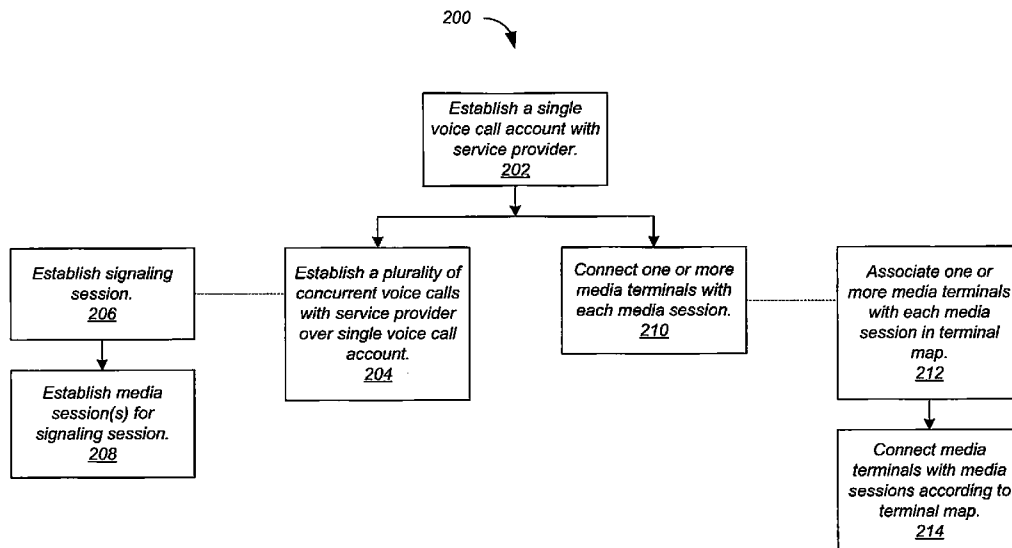 200
Establish a single
voice call account with
service provider.
202
Establish signaling
session.
206
Establish a plurality of
concurrent voice calls
with service provider
over single voice call
account.
204
Connect one or more
media terminals with
each media session.
210
Associate one or
more media terminals
with each media
session in terminal
map.
212
Establish media
session(s) for
signaling session.
208
Connect media
terminals with media
sessions according to
terminal map.
214